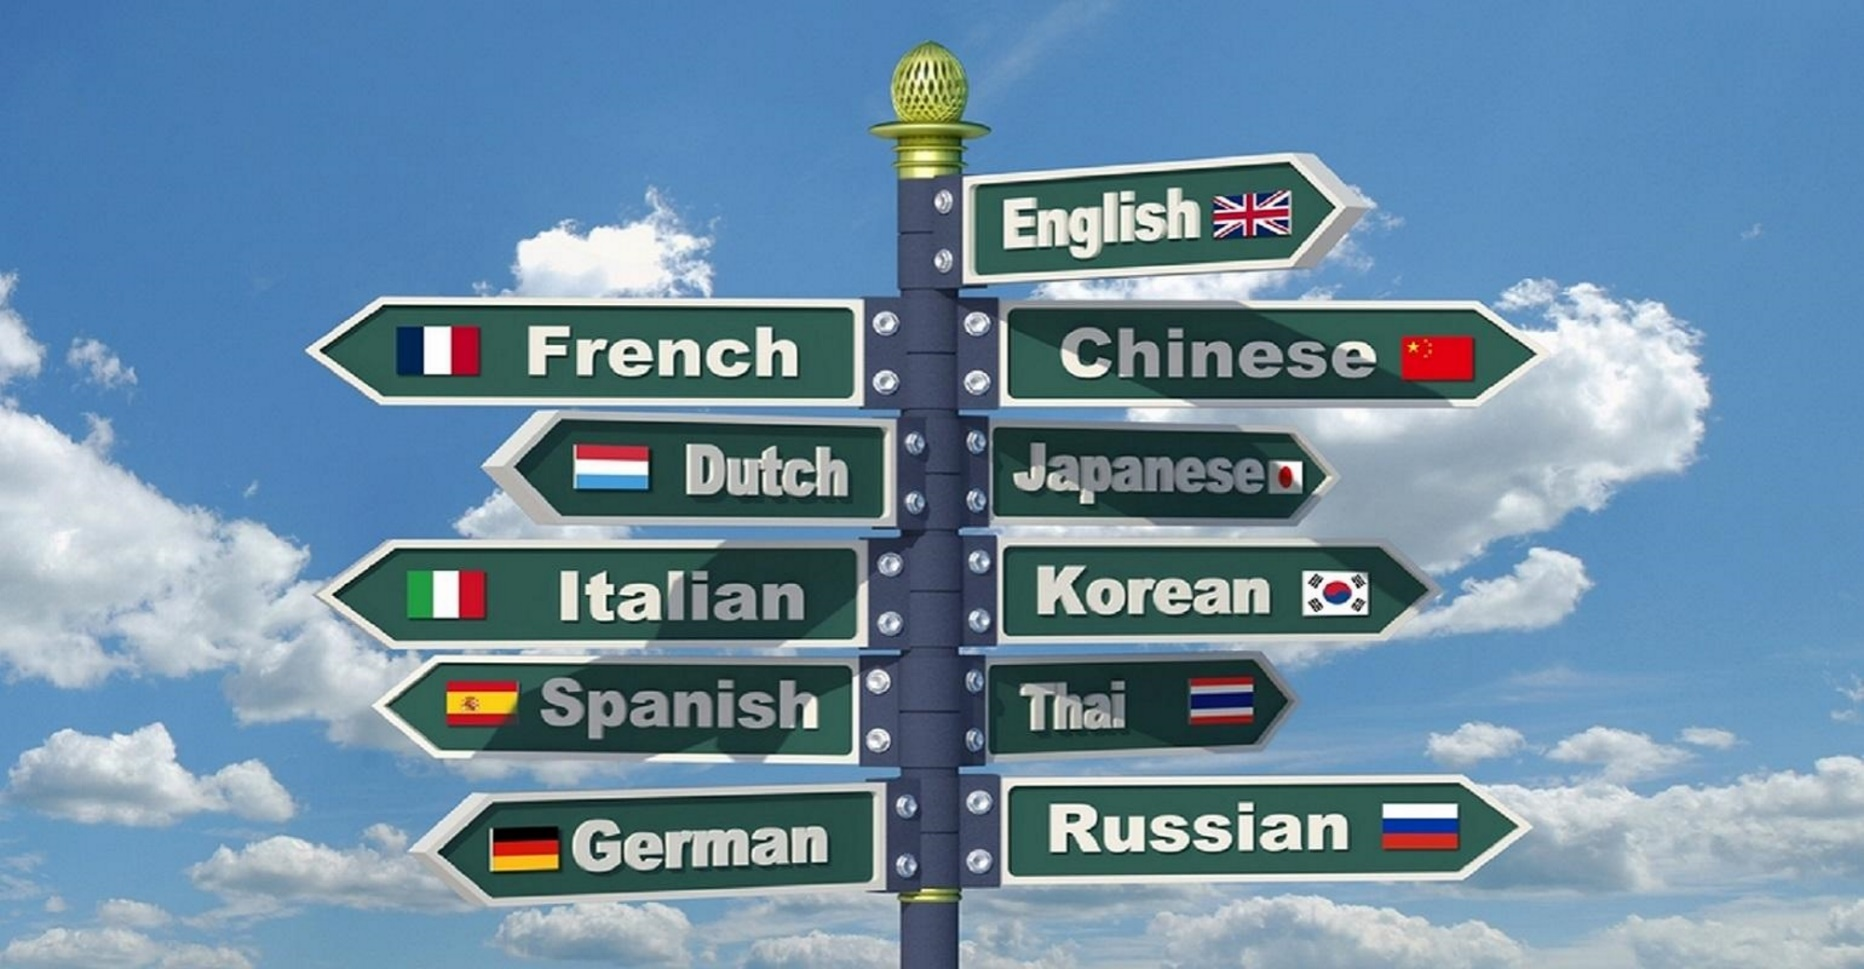 English
French
Chinese
Dutch
Japanese
Italian
Korean
Spanish
Thai
German
Russian